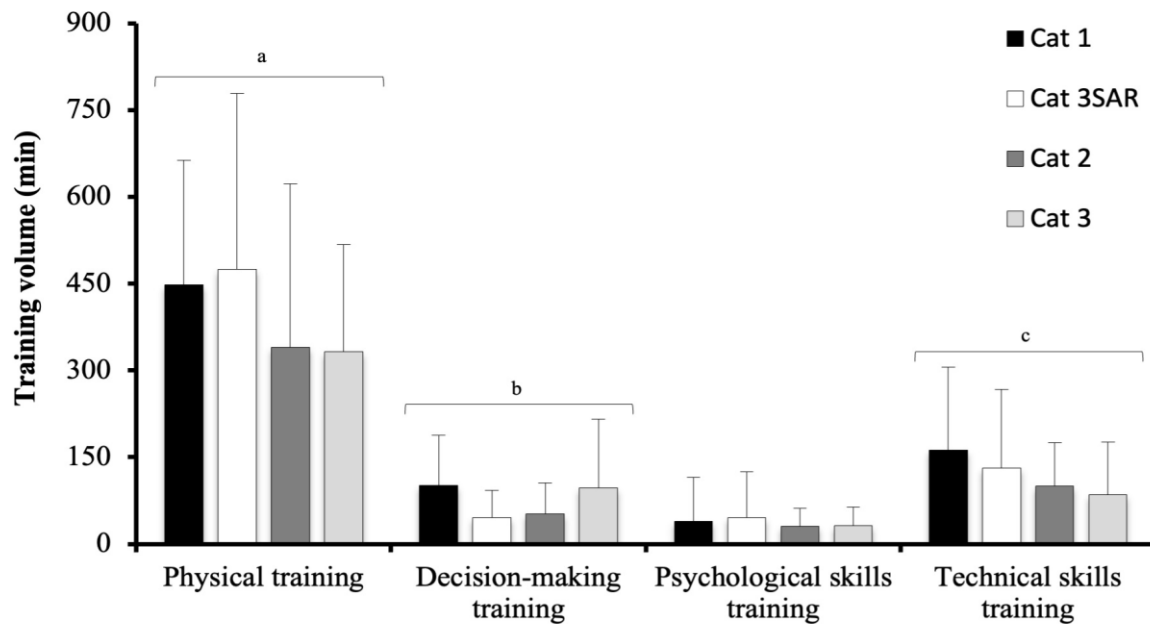 900
750
600
450
300
150
0
Training volume (min)
a
b
c
Cat 1
Cat 3SAR
Cat 2
Cat 3
Physical training
Decision-making
training
Psychological skills
training
Technical skills
training